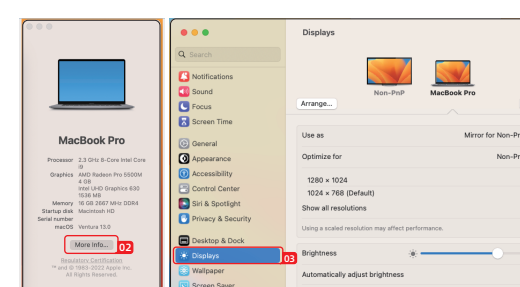 MacBook Pro
Processor 2.3 GHz 8-Core Intel Core
i9
Graphics AMD Radeon Pro 5500M
4 GB
Intel UHD Graphics 630
1536 MB
Memory 16 GB 2667 MHz DDR4
Startup disk Macintosh HD
Serial number
macOS Ventura 13.0
More Info...
02
Regulatory Certification
™ and © 1983-2022 Apple Inc.
All Rights Reserved.
Search
Notifications
Sound
Focus
Screen Time
General
Appearance
Accessibility
Control Center
Siri & Spotlight
Privacy & Security
Desktop & Dock
Displays
03
Wallpaper
Screen Saver
Displays
Non-PnP
MacBook Pro
Arrange...
Use as Mirror for Non-Pn
Optimize for Non-Pn
1280 × 1024
1024 × 768 (Default)
Show all resolutions
Using a scaled resolution may affect performance.
Brightness
Automatically adjust brightness